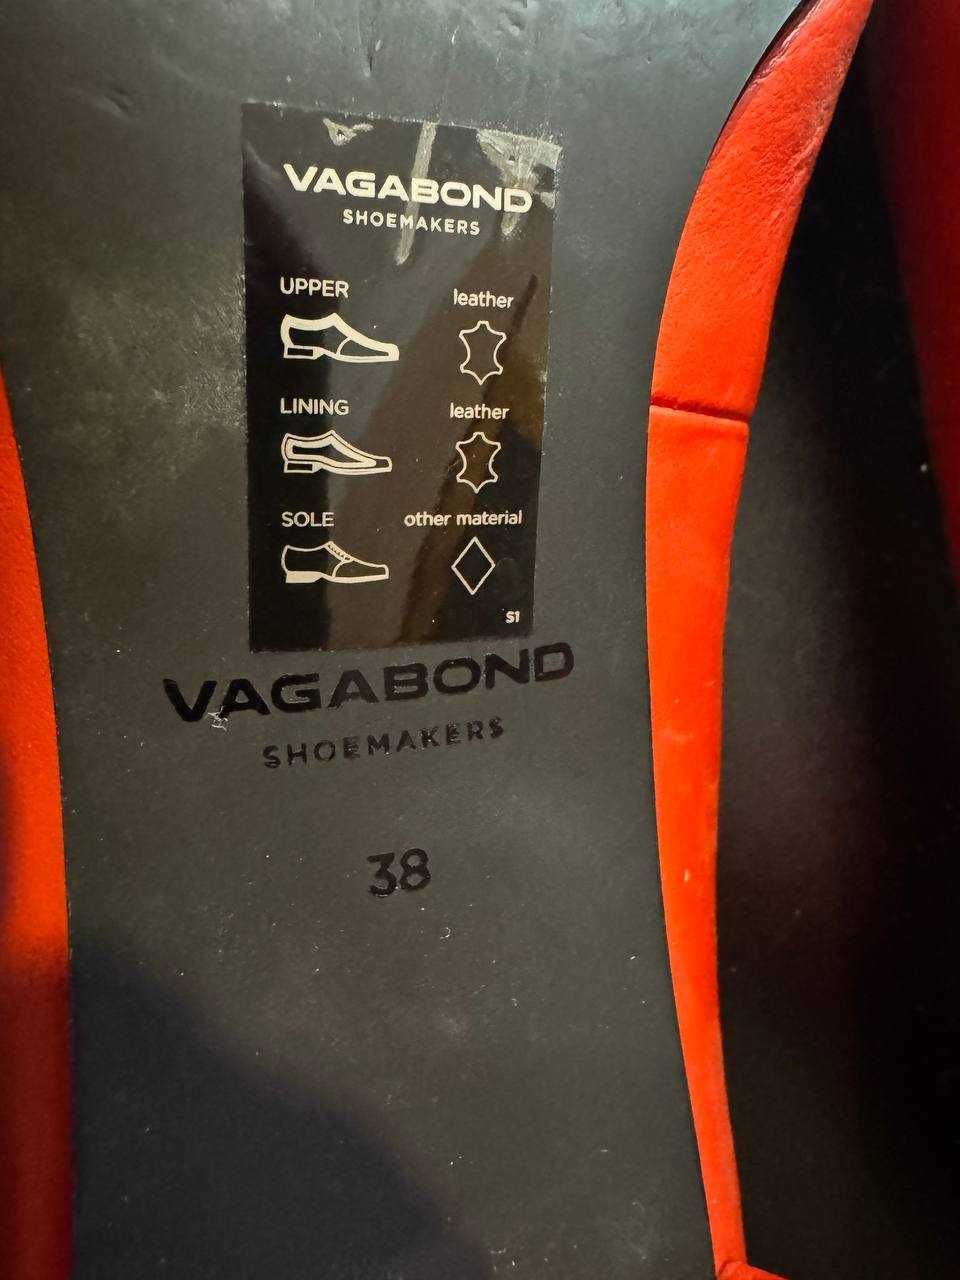 VAGABOND
SHOEMAKERS
UPPER leather
LINING leather
SOLE other material
S1
VAGABOND
SHOEMAKERS
38